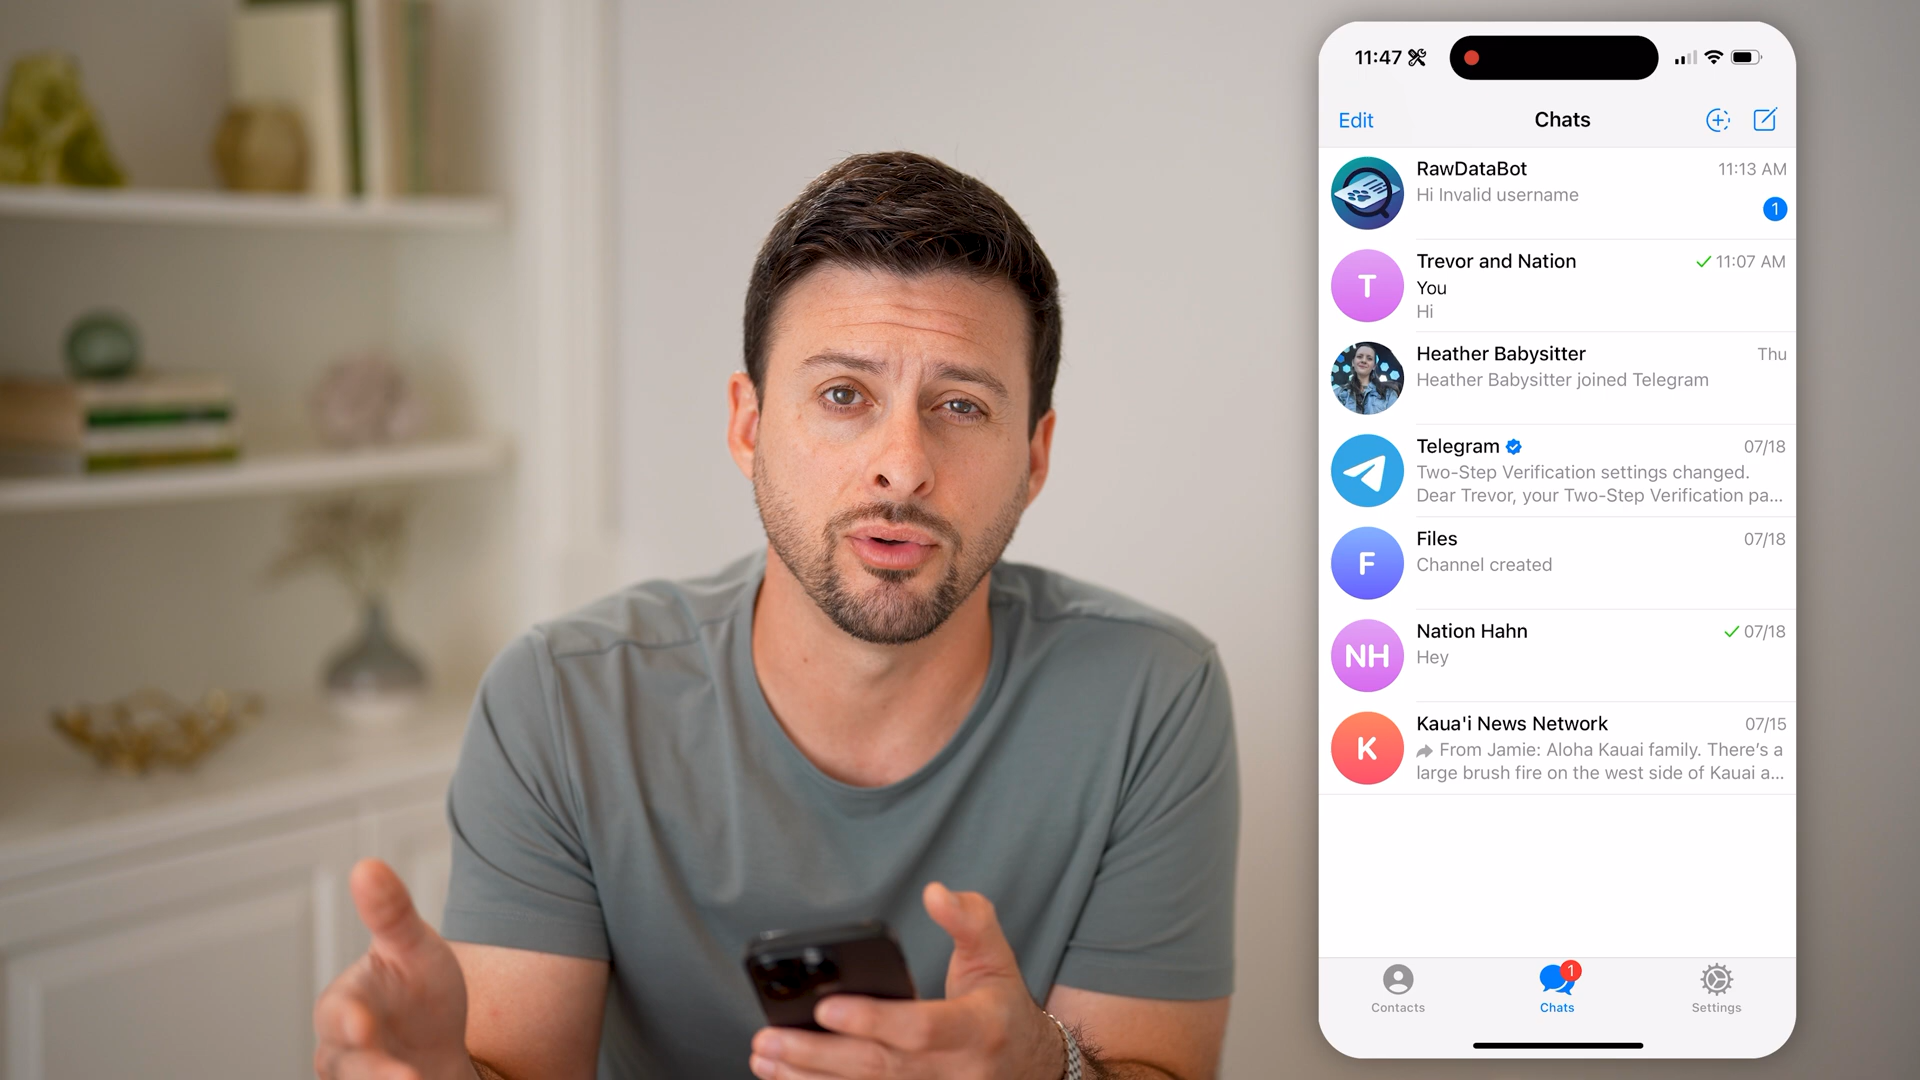 11:47
Edit
Chats
RawDataBot
11:13 AM
Hi Invalid username
1
T
Trevor and Nation
11:07 AM
You
Hi
Heather Babysitter
Thu
Heather Babysitter joined Telegram
Telegram
07/18
Two-Step Verification settings changed.
Dear Trevor, your Two-Step Verification pa...
F
Files
07/18
Channel created
NH
Nation Hahn
07/18
Hey
K
Kaua'i News Network
07/15
From Jamie: Aloha Kauai family. There's a
large brush fire on the west side of Kauai a...
1
Contacts
Chats
Settings